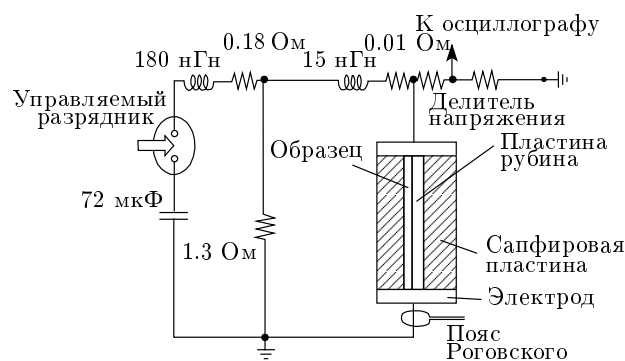 К осциллографу
0.18 Ом
0.01 Ом
180 нГн
15 нГн
Управляемый
разрядник
Делитель
напряжения
Образец
Пластина
рубина
72 мкФ
1.3 Ом
Сапфировая
пластина
Электрод
Пояс
Роговского